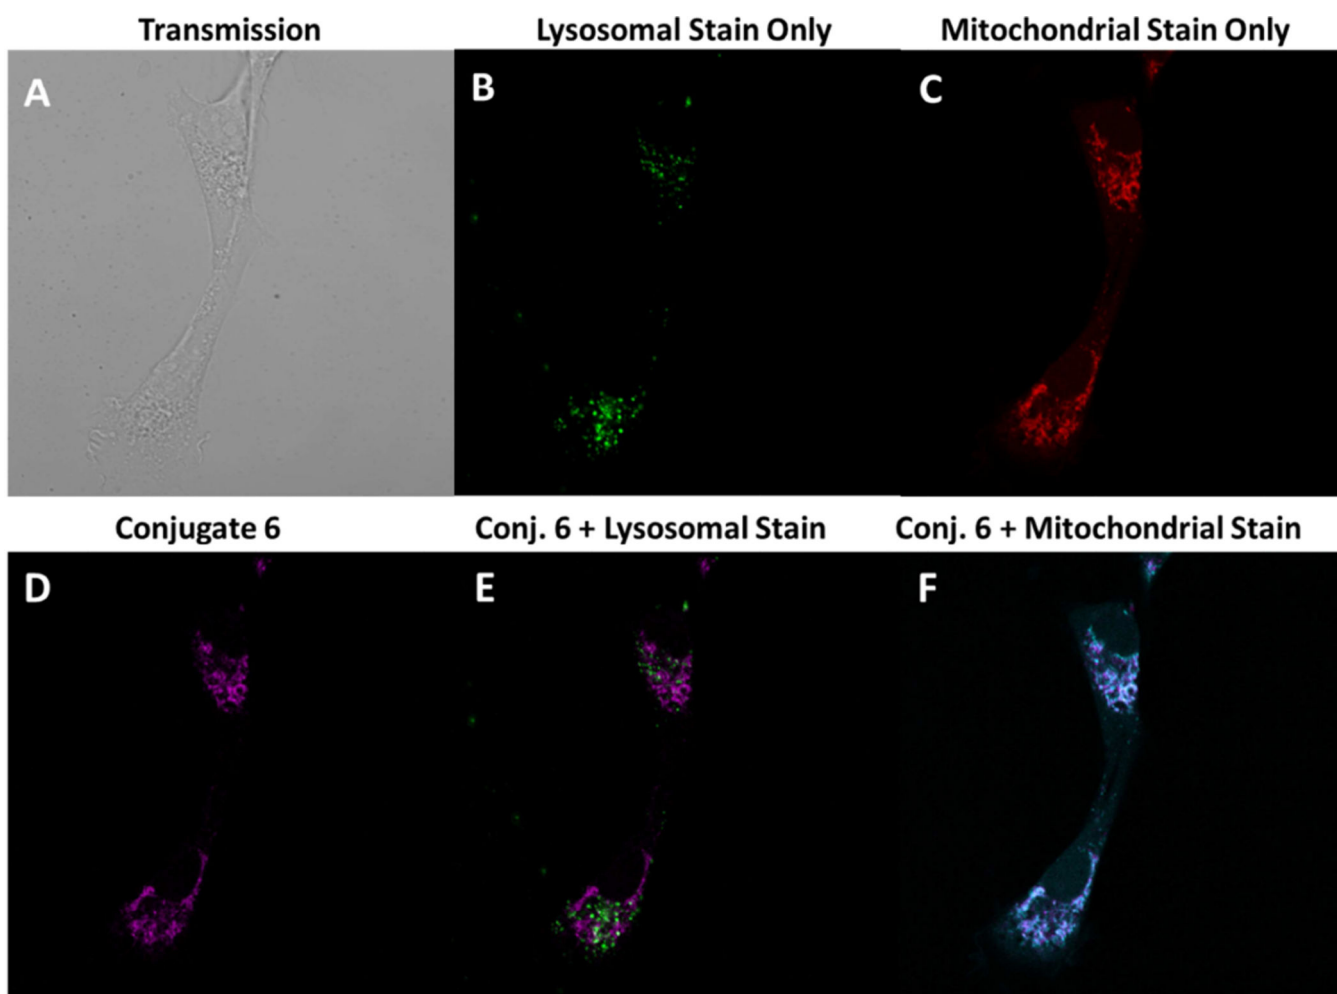 Transmission
Lysosomal Stain Only
Mitochondrial Stain Only
A
B
C
Conjugate 6
Conj. 6 + Lysosomal Stain
Conj. 6 + Mitochondrial Stain
D
E
F